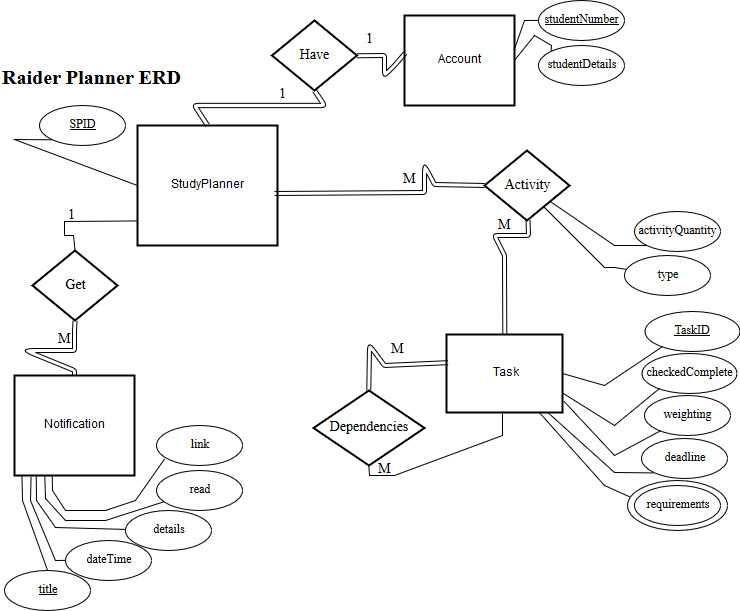 studentNumber
1
Have
Account
studentDetails
Raider Planner ERD
1
SPID
StudyPlanner
M
Activity
1
M
activityQuantity
type
Get
M
TaskID
M
Task
checkedComplete
weighting
Notification
Dependencies
link
deadline
M
read
requirements
details
dateTime
title